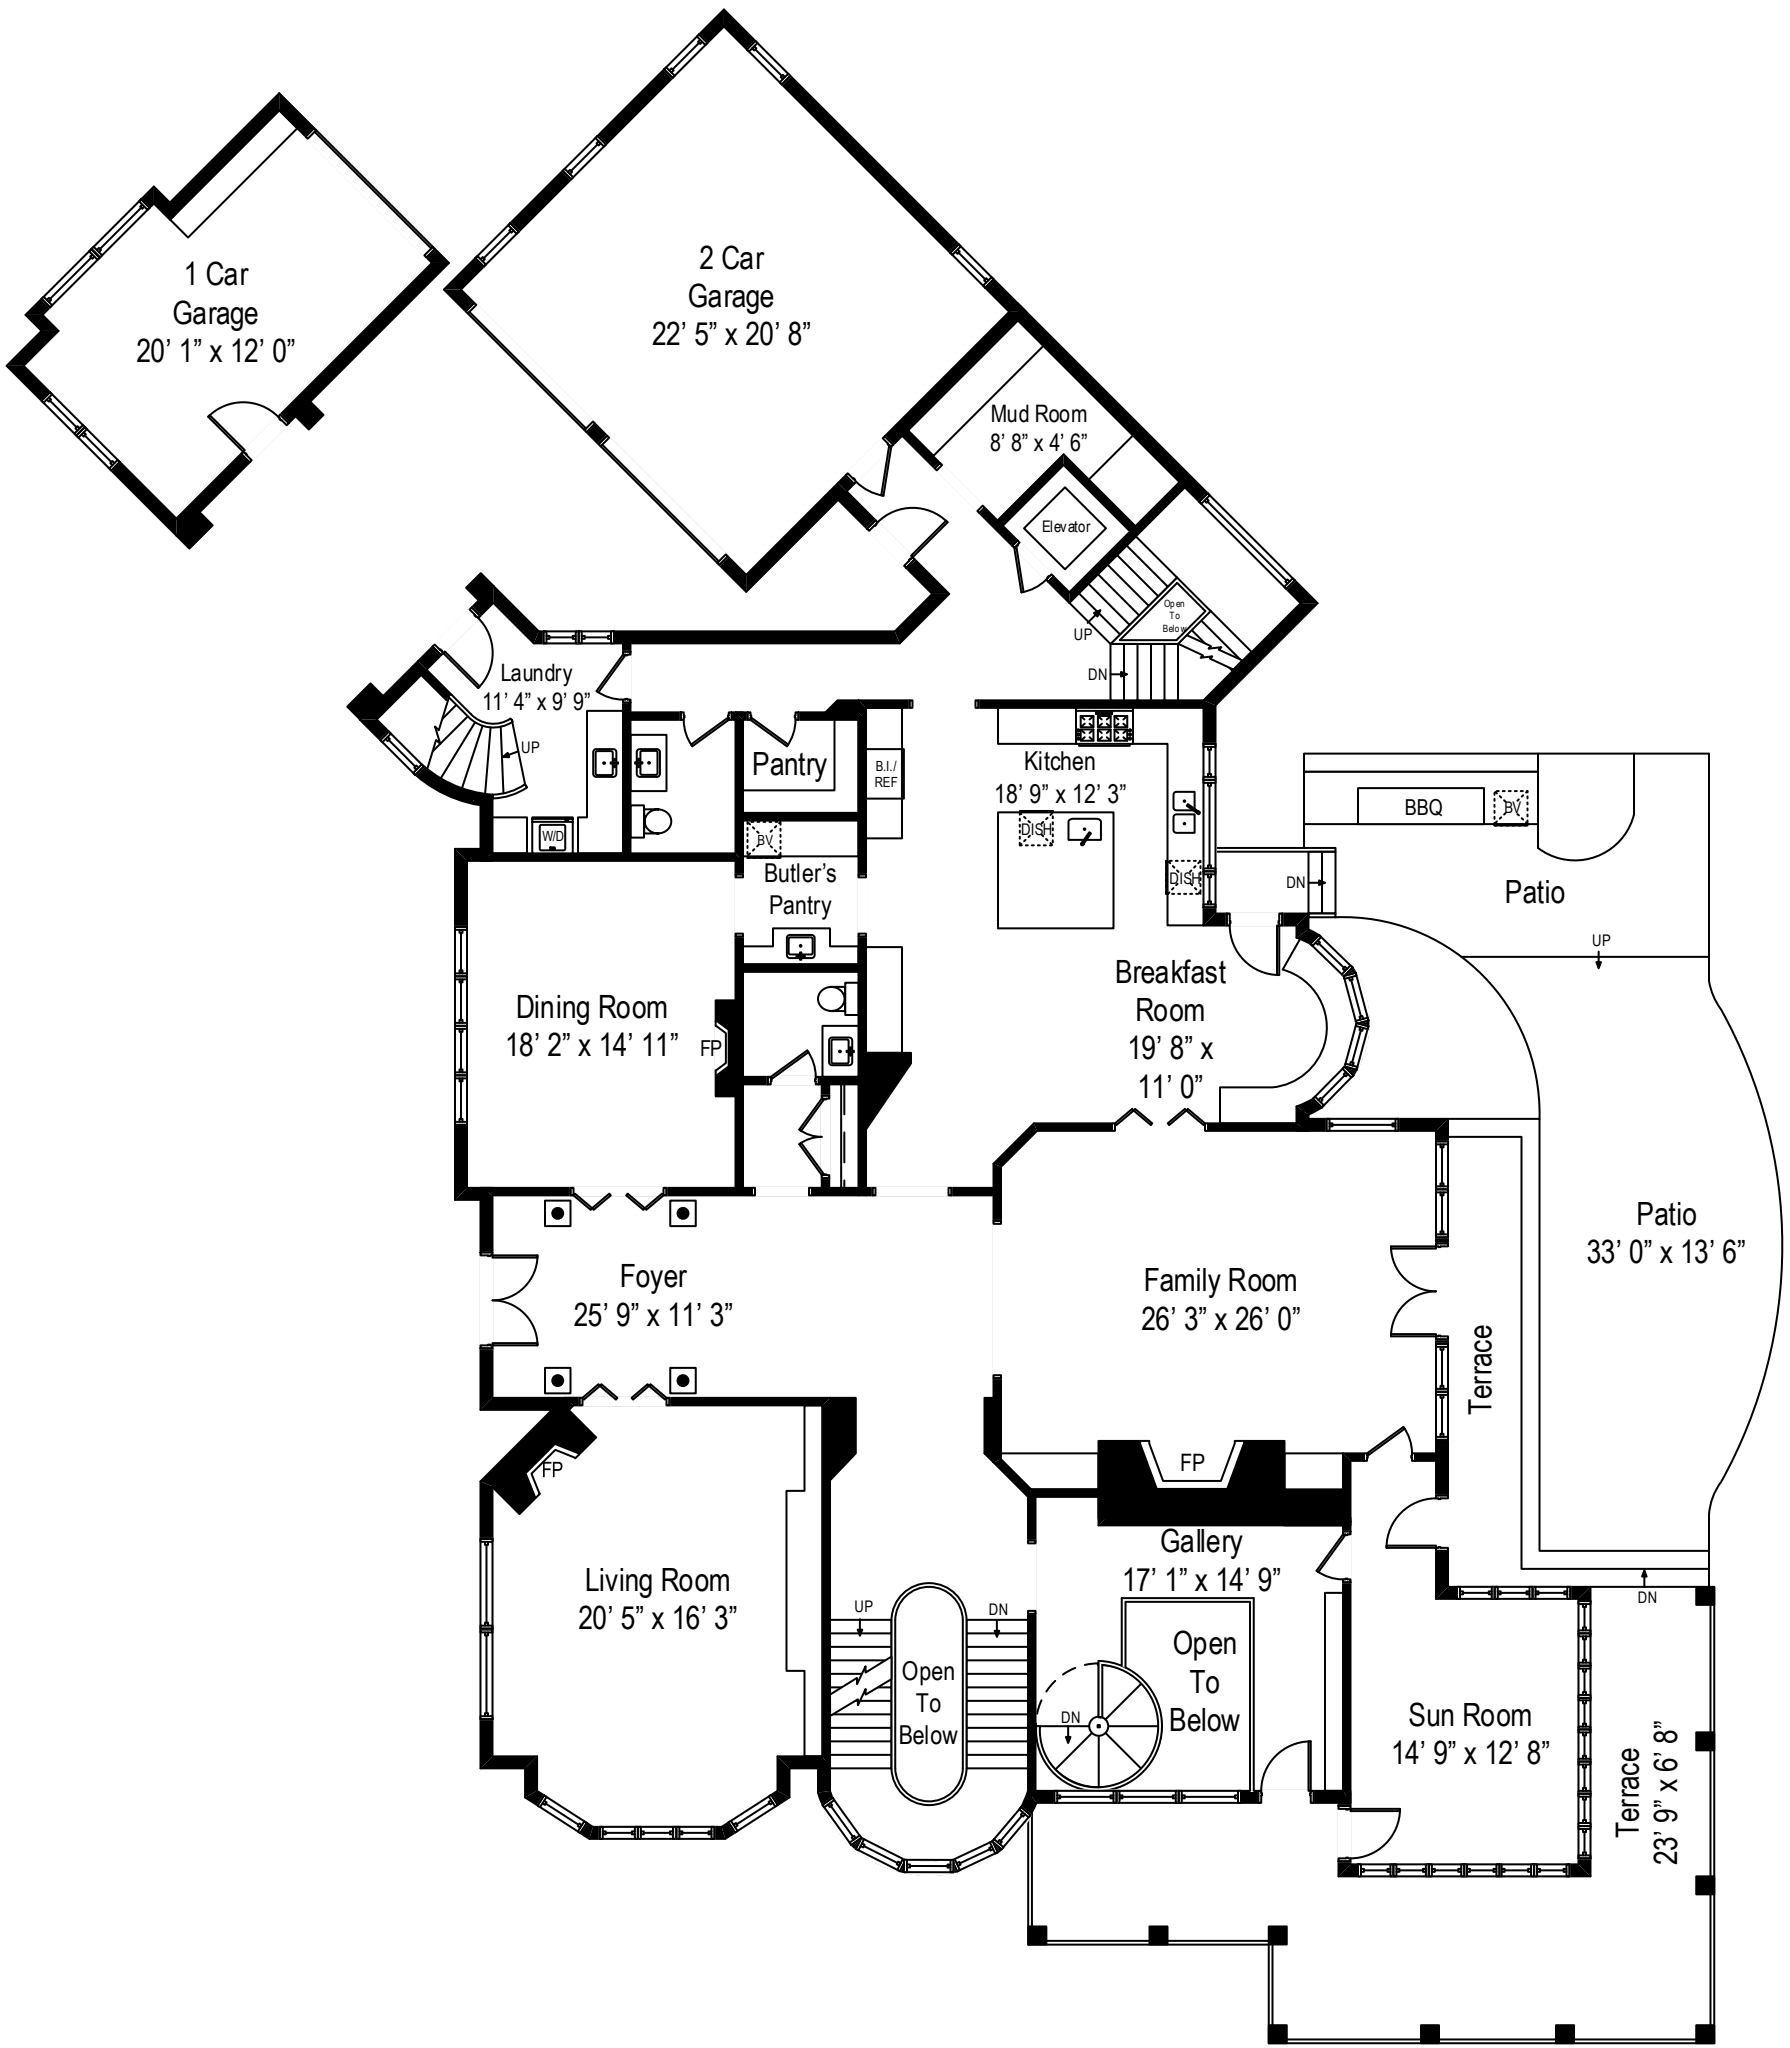 2 Car
Garage
22' 5" x 20' 8"
1 Car
Garage
20' 1" x 12' 0"
Mud Room
8' 8" x 4' 6"
Elevator
Open
To
Below
UP
DN
Laundry
11' 4" x 9' 9"
UP
W/D
Pantry
B.I./
REF
Kitchen
18' 9" x 12' 3"
DISH
DISH
BV
Butler's
Pantry
BBQ
BV
DN
Patio
UP
Breakfast
Room
19' 8" x
11' 0"
Dining Room
18' 2" x 14' 11"
FP
Patio
33' 0" x 13' 6"
Foyer
25' 9" x 11' 3"
Family Room
26' 3" x 26' 0"
Terrace
FP
FP
Living Room
20' 5" x 16' 3"
UP
DN
Open
To
Below
Gallery
17' 1" x 14' 9"
Open
To
Below
DN
DN
Sun Room
14' 9" x 12' 8"
Terrace
23' 9" x 6' 8"